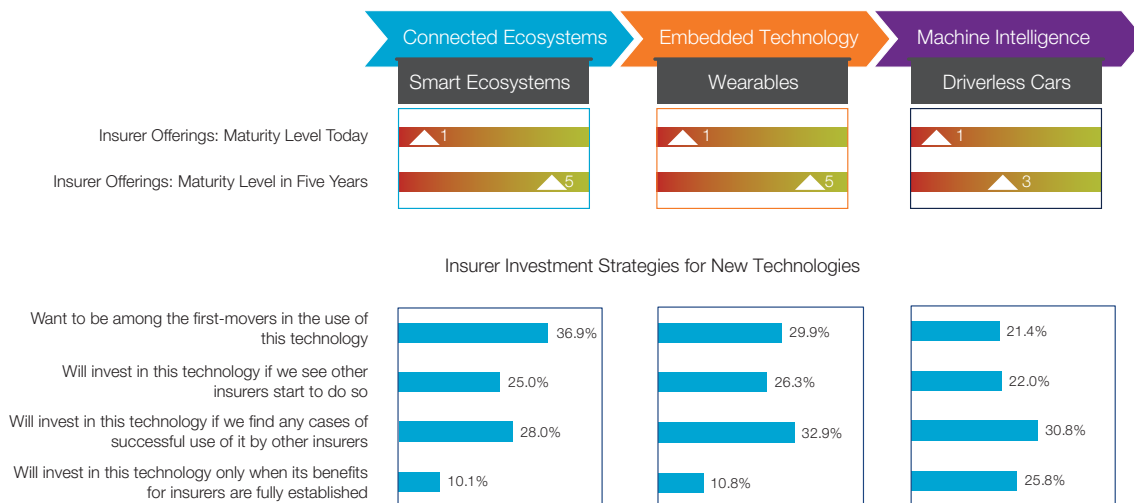 Connected Ecosystems
Embedded Technology
Machine Intelligence
Smart Ecosystems
Wearables
Driverless Cars
Insurer Offerings: Maturity Level Today
1
1
1
Insurer Offerings: Maturity Level in Five Years
5
5
3
Insurer Investment Strategies for New Technologies
Want to be among the first-movers in the use of
this technology
36.9%
29.9%
21.4%
Will invest in this technology if we see other
insurers start to do so
25.0%
26.3%
22.0%
Will invest in this technology if we find any cases of
successful use of it by other insurers
28.0%
32.9%
30.8%
Will invest in this technology only when its benefits
for insurers are fully established
10.1%
10.8%
25.8%